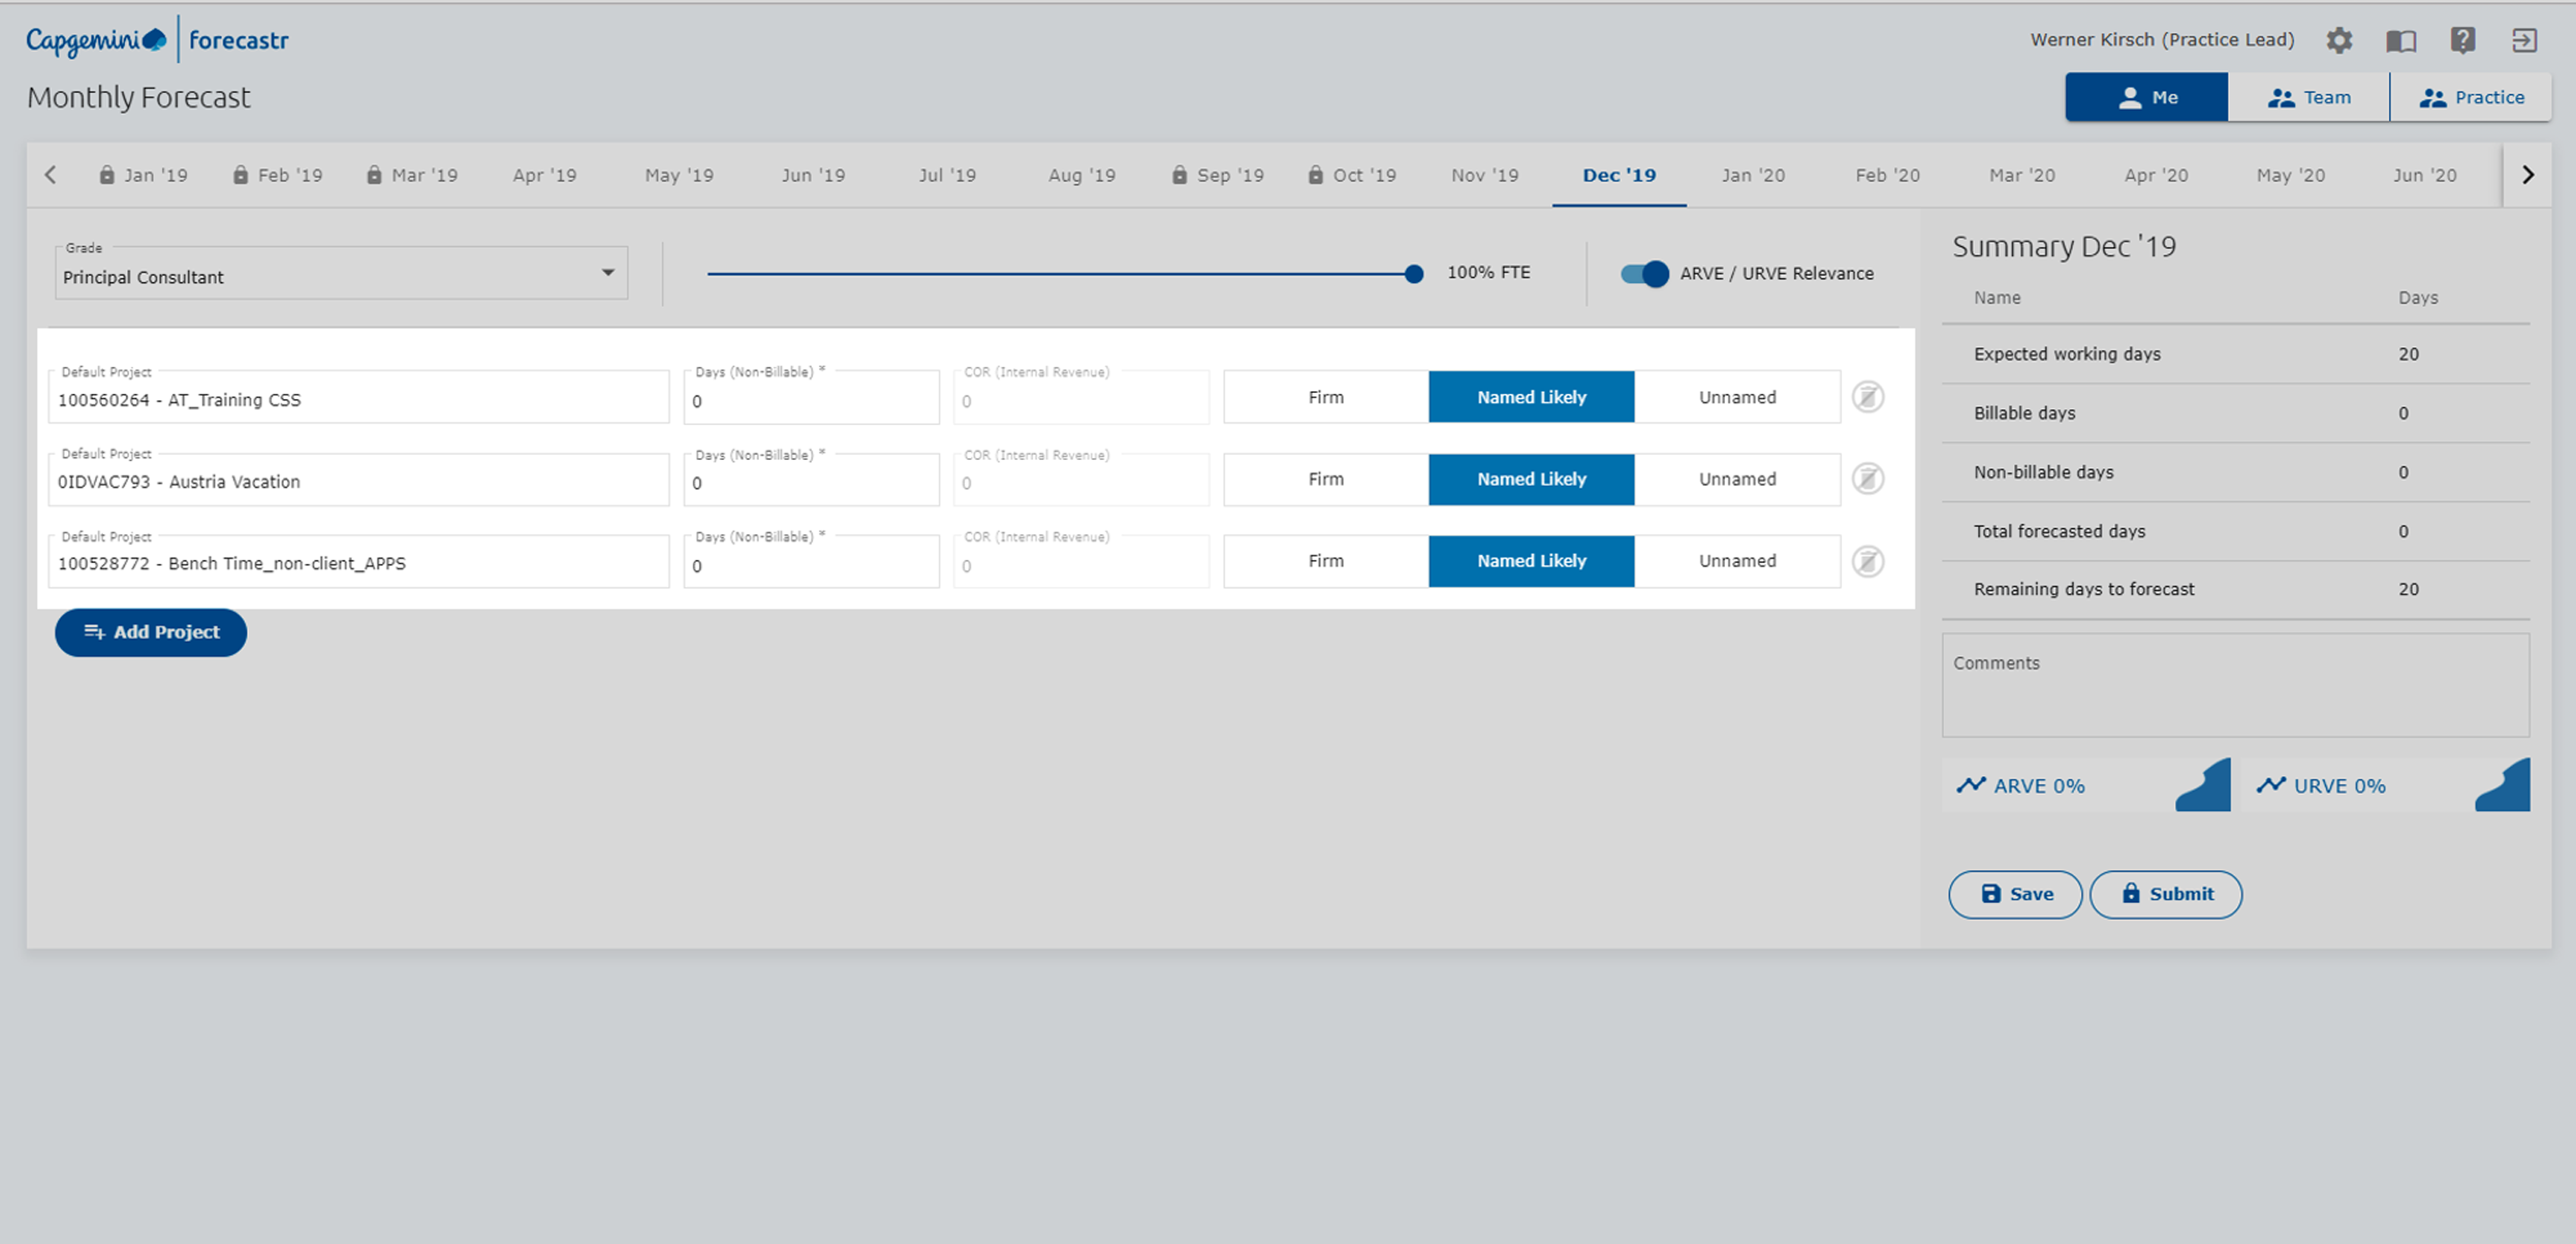 Capgemini forecastr
Werner Kirsch (Practice Lead)
Monthly Forecast
Me Team Practice
Jan '19 Feb '19 Mar '19 Apr '19 May '19 Jun '19 Jul '19 Aug '19 Sep '19 Oct '19 Nov '19 Dec '19 Jan '20 Feb '20 Mar '20 Apr '20 May '20 Jun '20
Grade
Principal Consultant
100% FTE
ARVE / URVE Relevance
Default Project Days (Non-Billable) * COR (Internal Revenue)
100560264 - AT_Training CSS 0 0 Firm Named Likely Unnamed
Default Project Days (Non-Billable) * COR (Internal Revenue)
0IDVAC793 - Austria Vacation 0 0 Firm Named Likely Unnamed
Default Project Days (Non-Billable) * COR (Internal Revenue)
100528772 - Bench Time_non-client_APPS 0 0 Firm Named Likely Unnamed
Add Project
Summary Dec '19
Name Days
Expected working days 20
Billable days 0
Non-billable days 0
Total forecasted days 0
Remaining days to forecast 20
Comments
ARVE 0% URVE 0%
Save Submit